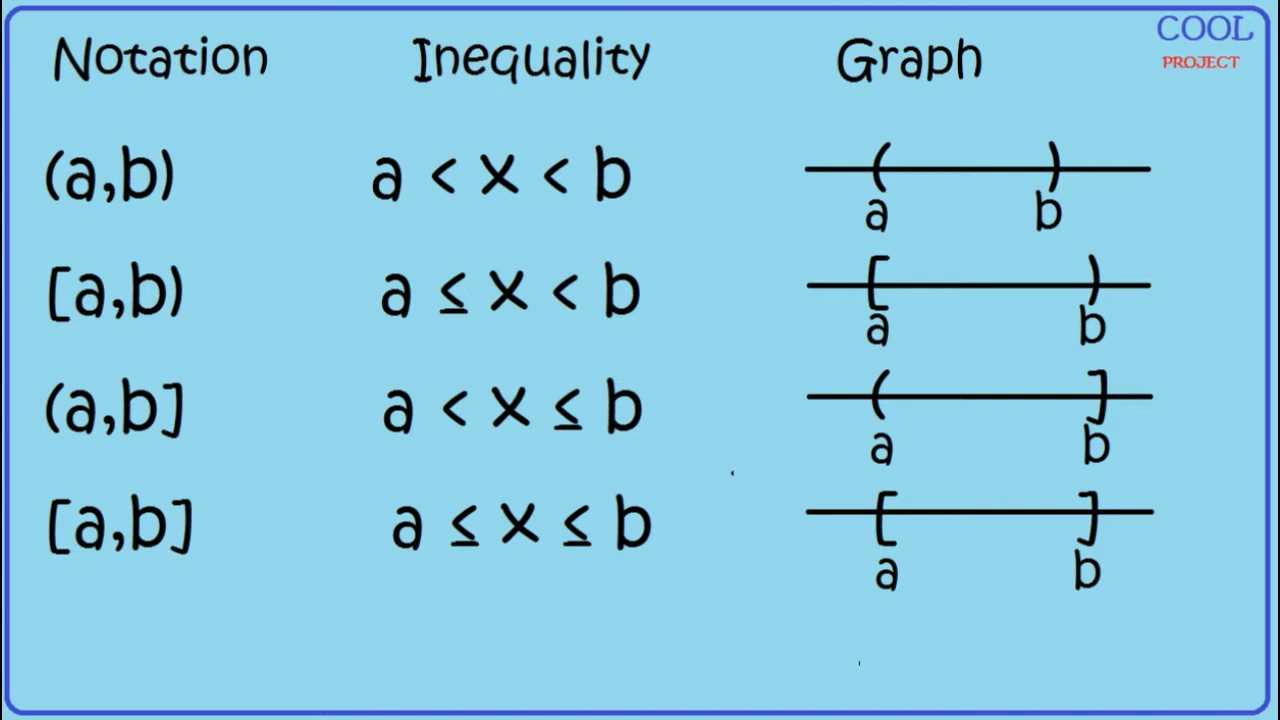 COOL
PROJECT
Notation Inequality Graph
(a,b) a < x < b ( )
a b
[a,b) a ≤ x < b [ )
a b
(a,b] a < x ≤ b ( ]
a b
[a,b] a ≤ x ≤ b [ ]
a b